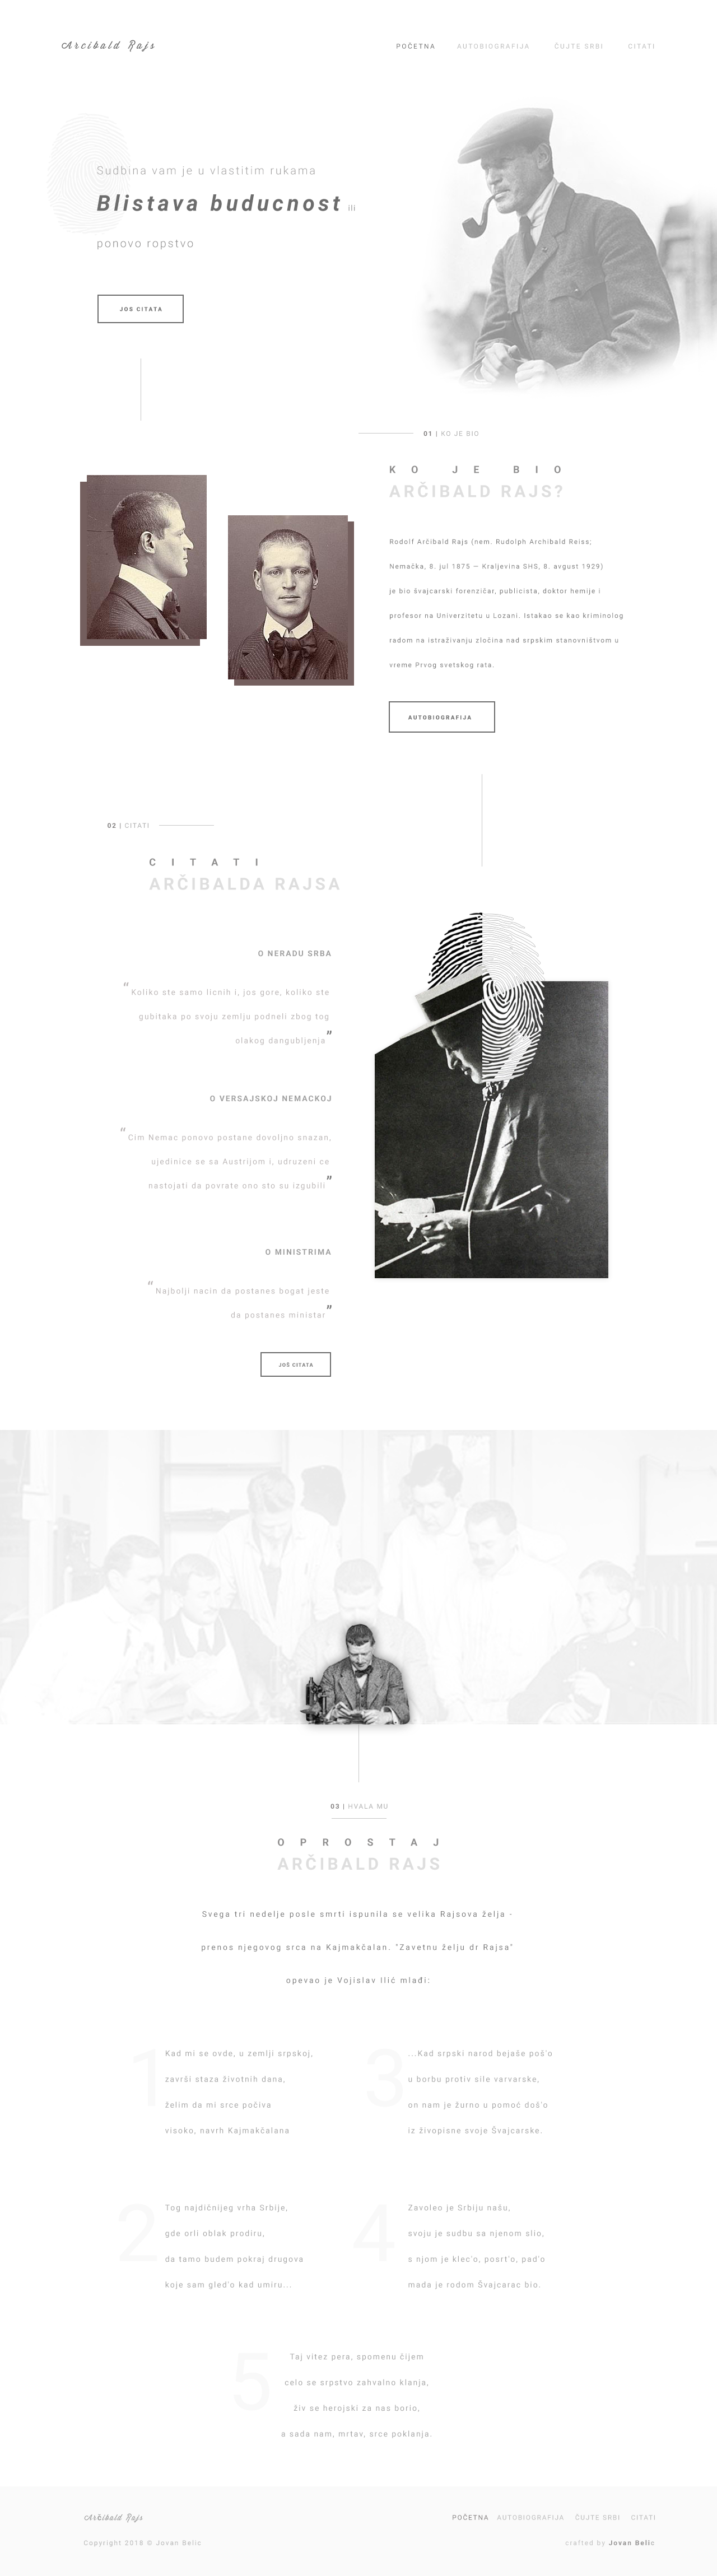 Arcibald Rajs
POČETNA AUTOBIOGRAFIJA ČUJTE SRBI CITATI
Sudbina vam je u vlastitim rukama
Blistava buducnost ili
ponovo ropstvo
JOS CITATA
01 | KO JE BIO
KO JE BIO
ARČIBALD RAJS?
Rodolf Arčibald Rajs (nem. Rudolph Archibald Reiss;
Nemačka, 8. jul 1875 — Kraljevina SHS, 8. avgust 1929)
je bio švajcarski forenzičar, publicista, doktor hemije i
profesor na Univerzitetu u Lozani. Istakao se kao kriminolog
radom na istraživanju zločina nad srpskim stanovništvom u
vreme Prvog svetskog rata.
AUTOBIOGRAFIJA
02 | CITATI
CITATI
ARČIBALDA RAJSA
O NERADU SRBA
“ Koliko ste samo licnih i, jos gore, koliko ste
gubitaka po svoju zemlju podneli zbog tog
olakog dangubljenja ”
O VERSAJSKOJ NEMACKOJ
“ Cim Nemac ponovo postane dovoljno snazan,
ujedinice se sa Austrijom i, udruzeni ce
nastojati da povrate ono sto su izgubili ”
O MINISTRIMA
“ Najbolji nacin da postanes bogat jeste
da postanes ministar ”
JOŠ CITATA
03 | HVALA MU
OPROSTAJ
ARČIBALD RAJS
Svega tri nedelje posle smrti ispunila se velika Rajsova želja -
prenos njegovog srca na Kajmakčalan. "Zavetnu želju dr Rajsa"
opevao je Vojislav Ilić mlađi:
1
Kad mi se ovde, u zemlji srpskoj,
završi staza životnih dana,
želim da mi srce počiva
visoko, navrh Kajmakčalana
2
Tog najdičnijeg vrha Srbije,
gde orli oblak prodiru,
da tamo budem pokraj drugova
koje sam gled'o kad umiru...
3
...Kad srpski narod bejaše poš'o
u borbu protiv sile varvarske,
on nam je žurno u pomoć doš'o
iz živopisne svoje Švajcarske.
4
Zavoleo je Srbiju našu,
svoju je sudbu sa njenom slio,
s njom je klec'o, posrt'o, pad'o
mada je rodom Švajcarac bio.
5
Taj vitez pera, spomenu čijem
celo se srpstvo zahvalno klanja,
živ se herojski za nas borio,
a sada nam, mrtav, srce poklanja.
Arčibald Rajs
POČETNA AUTOBIOGRAFIJA ČUJTE SRBI CITATI
Copyright 2018 © Jovan Belic
crafted by Jovan Belic